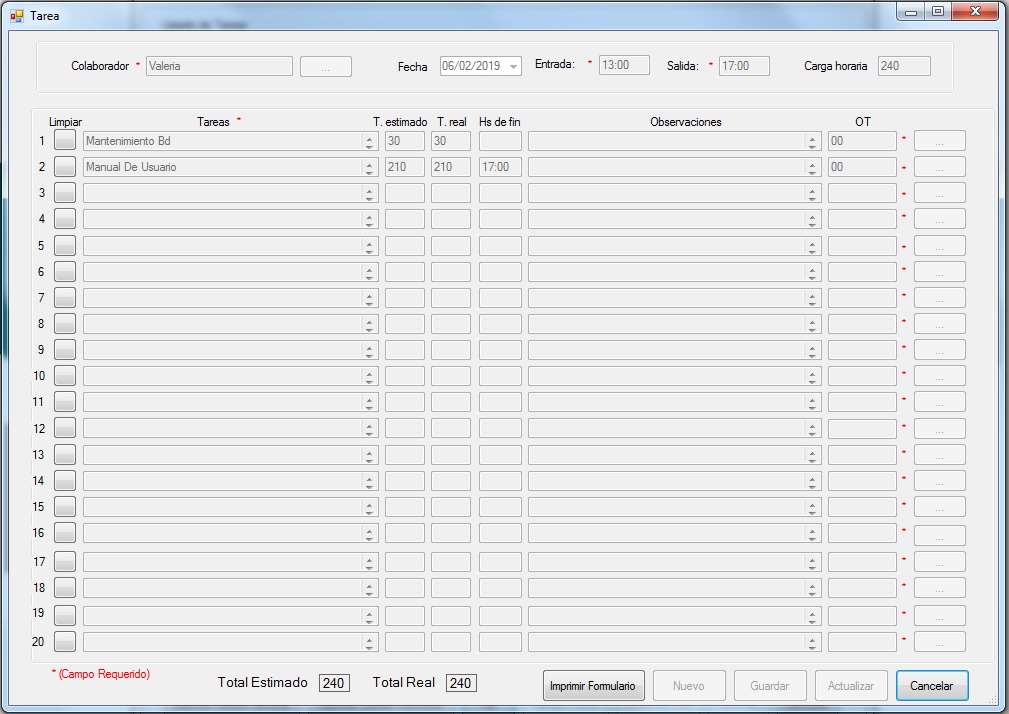 Tarea
Colaborador * Valeria ... Fecha 06/02/2019 Entrada: * 13:00 Salida: * 17:00 Carga horaria 240
Limpiar Tareas * T. estimado T. real Hs de fin Observaciones OT
1 Mantenimiento Bd 30 30 00 * ...
2 Manual De Usuario 210 210 17:00 00 * ...
3 * ...
4 * ...
5 * ...
6 * ...
7 * ...
8 * ...
9 * ...
10 * ...
11 * ...
12 * ...
13 * ...
14 * ...
15 * ...
16 * ...
17 * ...
18 * ...
19 * ...
20 * ...
* (Campo Requerido)
Total Estimado 240 Total Real 240 Imprimir Formulario Nuevo Guardar Actualizar Cancelar